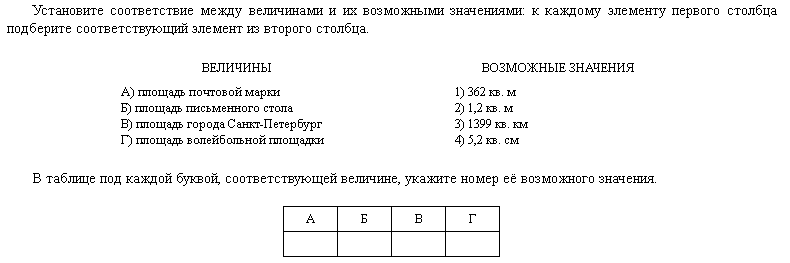 Установите соответствие между величинами и их возможными значениями: к каждому элементу первого столбца
подберите соответствующий элемент из второго столбца.
ВЕЛИЧИНЫ
ВОЗМОЖНЫЕ ЗНАЧЕНИЯ
А) площадь почтовой марки
Б) площадь письменного стола
В) площадь города Санкт-Петербург
Г) площадь волейбольной площадки
1) 362 кв. м
2) 1,2 кв. м
3) 1399 кв. км
4) 5,2 кв. см
В таблице под каждой буквой, соответствующей величине, укажите номер её возможного значения.
А Б В Г